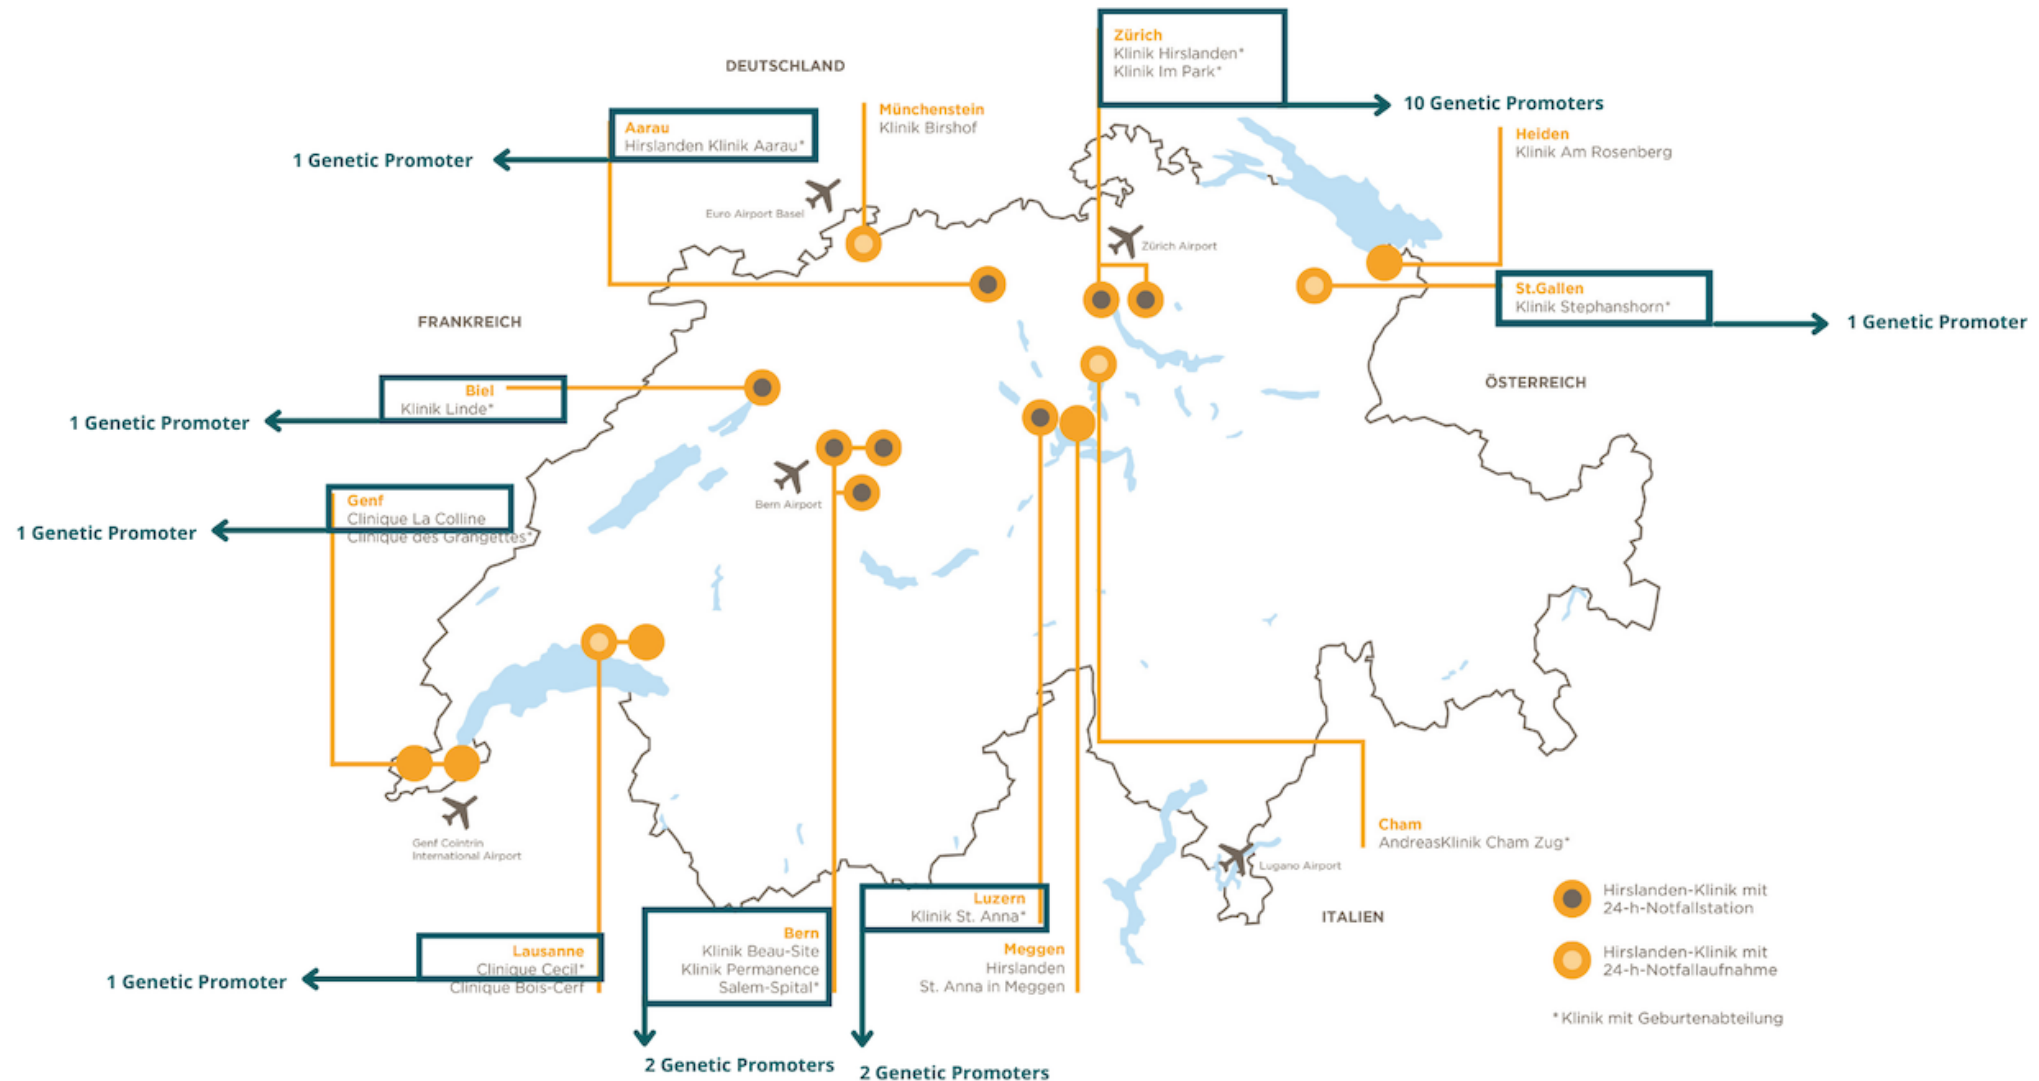 Zürich
Klinik Hirslanden*
Klinik Im Park*
DEUTSCHLAND
10 Genetic Promoters
Münchenstein
Klinik Birshof
Aarau
Hirslanden Klinik Aarau*
1 Genetic Promoter
Heiden
Klinik Am Rosenberg
Euro Airport Basel
Zürich Airport
St.Gallen
Klinik Stephanshorn*
1 Genetic Promoter
FRANKREICH
ÖSTERREICH
Biel
Klinik Linde*
1 Genetic Promoter
Bern Airport
Genf
Clinique La Colline
Clinique des Grangettes*
1 Genetic Promoter
Genf Cointrin
International Airport
Cham
AndreasKlinik Cham Zug*
Lugano Airport
ITALIEN
Hirslanden-Klinik mit
24-h-Notfallstation
Hirslanden-Klinik mit
24-h-Notfallaufnahme
*Klinik mit Geburtenabteilung
Luzern
Klinik St. Anna*
Meggen
Hirslanden
St. Anna in Meggen
Bern
Klinik Beau-Site
Klinik Permanence
Salem-Spital*
Lausanne
Clinique Cecil*
Clinique Bois-Cerf
1 Genetic Promoter
2 Genetic Promoters
2 Genetic Promoters